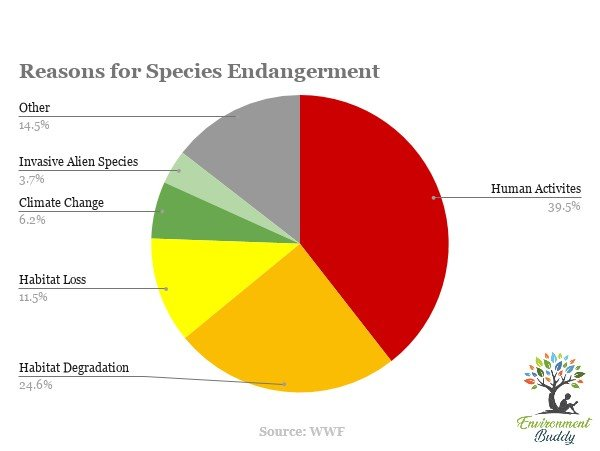 Reasons for Species Endangerment
Other
14.5%
Invasive Alien Species
3.7%
Climate Change
6.2%
Habitat Loss
11.5%
Habitat Degradation
24.6%
Human Activites
39.5%
Source: WWF
Environment
Buddy